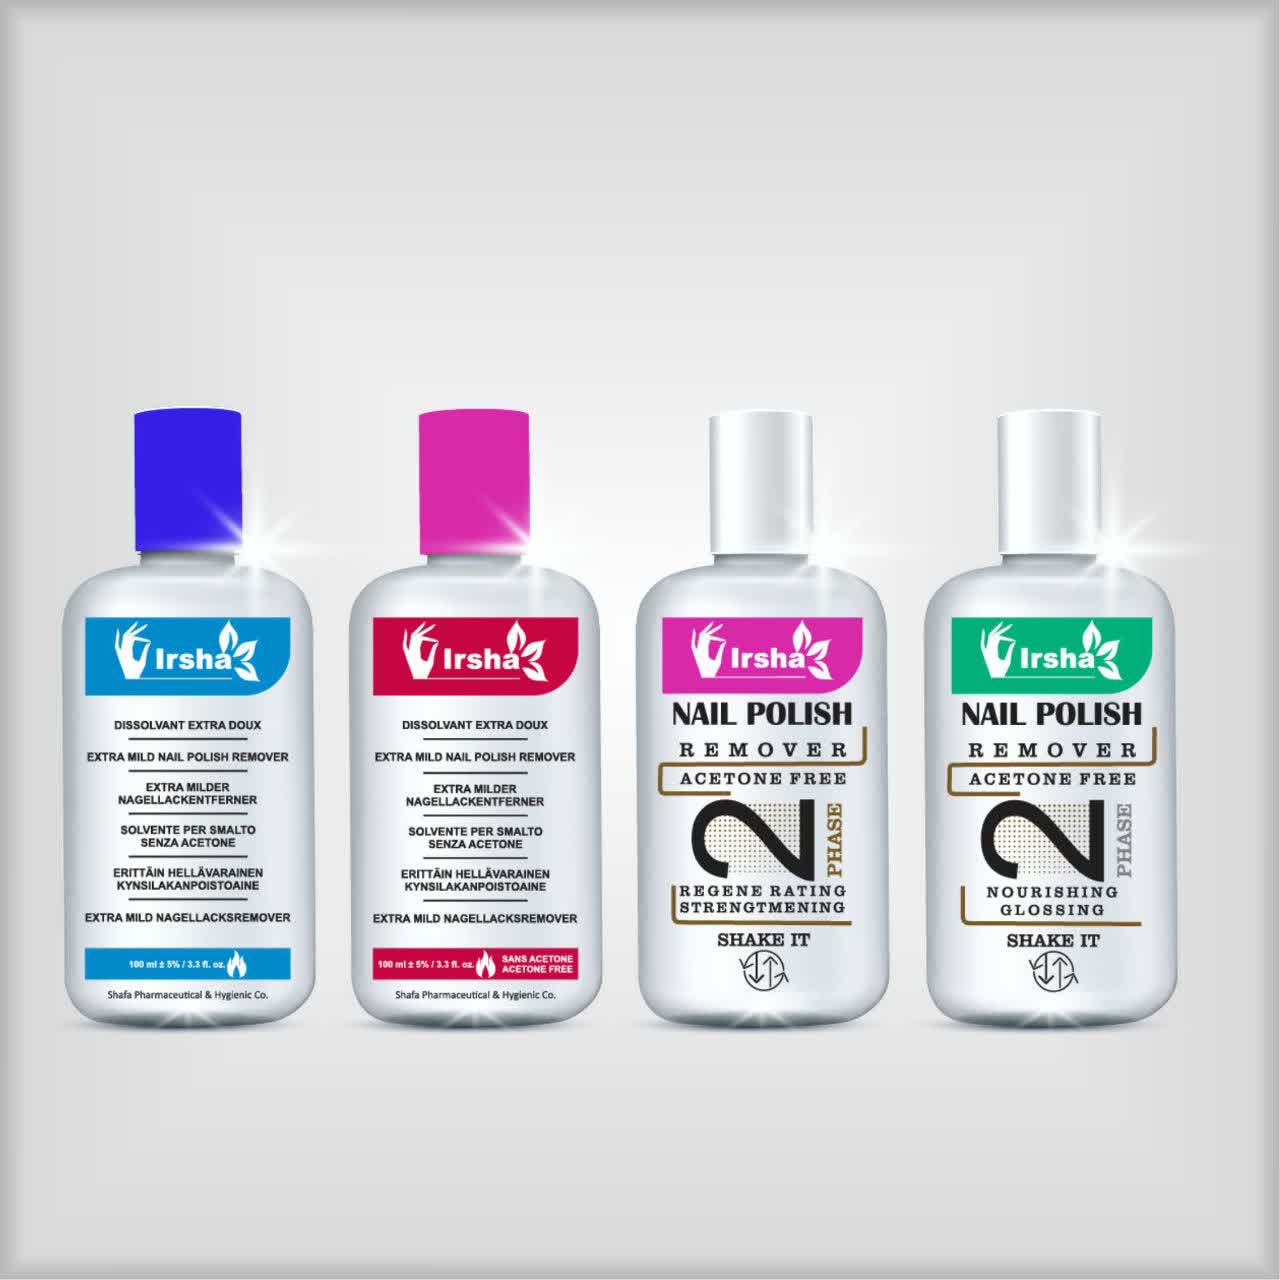 Irsha
DISSOLVANT EXTRA DOUX
EXTRA MILD NAIL POLISH REMOVER
EXTRA MILDER
NAGELLACKENTFERNER
SOLVENTE PER SMALTO
SENZA ACETONE
ERITTÄIN HELLÄVARAINEN
KYNSILAKANPOISTOAINE
EXTRA MILD NAGELLACKSREMOVER
100 ml ± 5% / 3.3 fl. oz.
Shafa Pharmaceutical & Hygienic Co.
Irsha
DISSOLVANT EXTRA DOUX
EXTRA MILD NAIL POLISH REMOVER
EXTRA MILDER
NAGELLACKENTFERNER
SOLVENTE PER SMALTO
SENZA ACETONE
ERITTÄIN HELLÄVARAINEN
KYNSILAKANPOISTOAINE
EXTRA MILD NAGELLACKSREMOVER
100 ml ± 5% / 3.3 fl. oz.
SANS ACETONE
ACETONE FREE
Shafa Pharmaceutical & Hygienic Co.
Irsha
NAIL POLISH
REMOVER
ACETONE FREE
2
PHASE
REGENE RATING
STRENGTMENING
SHAKE IT
Irsha
NAIL POLISH
REMOVER
ACETONE FREE
2
PHASE
NOURISHING
GLOSSING
SHAKE IT